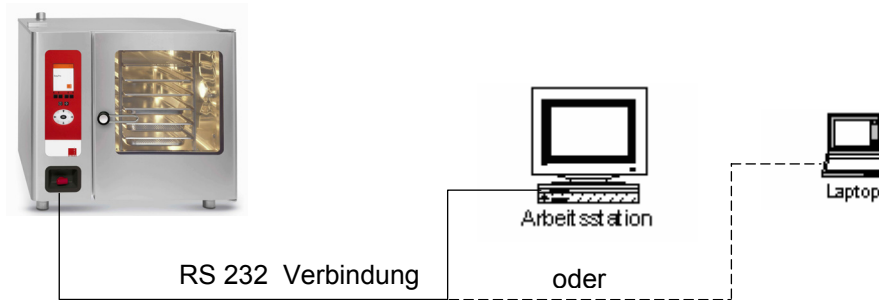 Arbeitsstation
Laptop
RS 232 Verbindung
oder